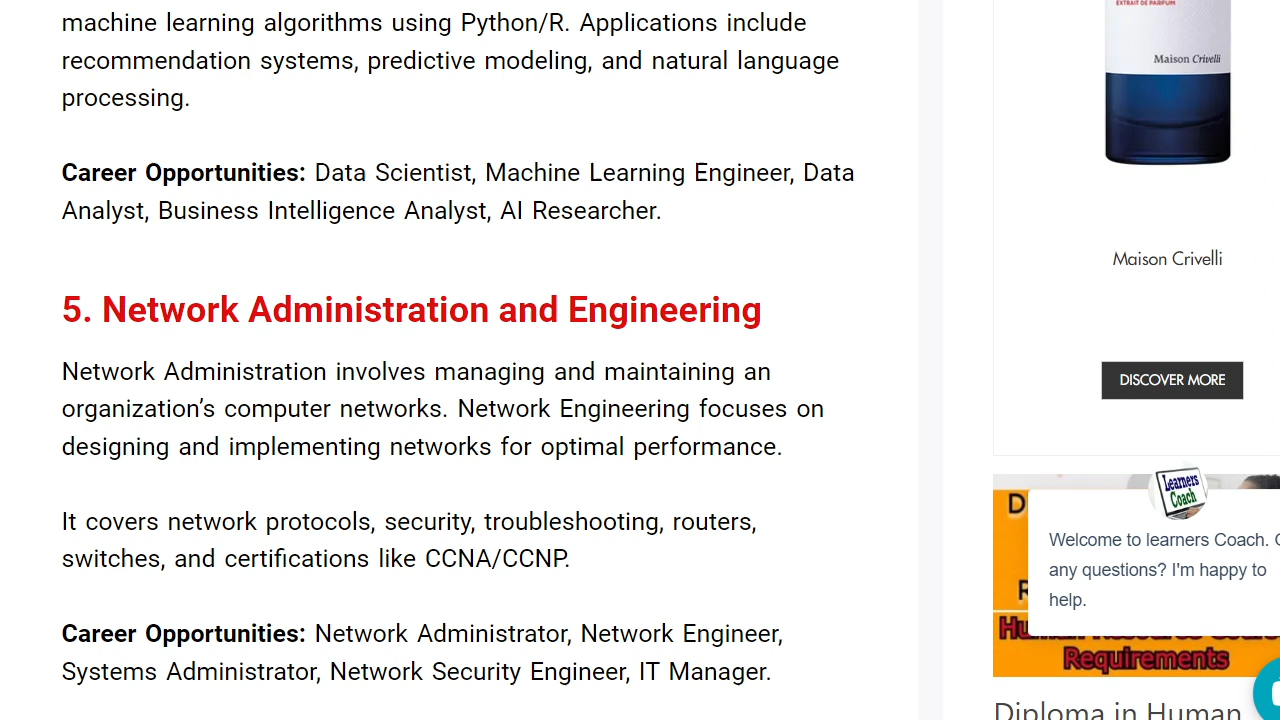 machine learning algorithms using Python/R. Applications include
recommendation systems, predictive modeling, and natural language
processing.
Career Opportunities: Data Scientist, Machine Learning Engineer, Data
Analyst, Business Intelligence Analyst, AI Researcher.
5. Network Administration and Engineering
Network Administration involves managing and maintaining an
organization’s computer networks. Network Engineering focuses on
designing and implementing networks for optimal performance.
It covers network protocols, security, troubleshooting, routers,
switches, and certifications like CCNA/CCNP.
Career Opportunities: Network Administrator, Network Engineer,
Systems Administrator, Network Security Engineer, IT Manager.
EXTRAIT DE PARFUM
Maison Crivelli
Maison Crivelli
DISCOVER MORE
Learners
Coach
Welcome to learners Coach.
any questions? I'm happy to
help.
Requirements
Diploma in Human